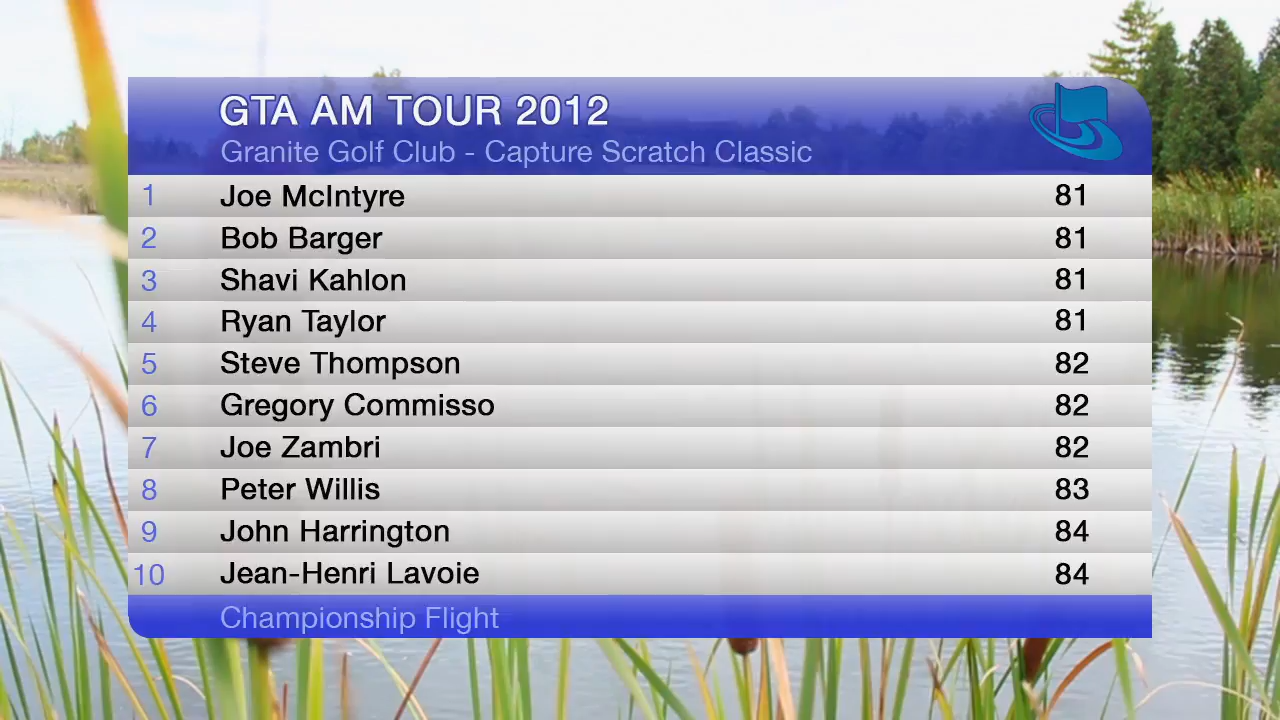 GTA AM TOUR 2012
Granite Golf Club - Capture Scratch Classic
1 Joe McIntyre 81
2 Bob Barger 81
3 Shavi Kahlon 81
4 Ryan Taylor 81
5 Steve Thompson 82
6 Gregory Commisso 82
7 Joe Zambri 82
8 Peter Willis 83
9 John Harrington 84
10 Jean-Henri Lavoie 84
Championship Flight